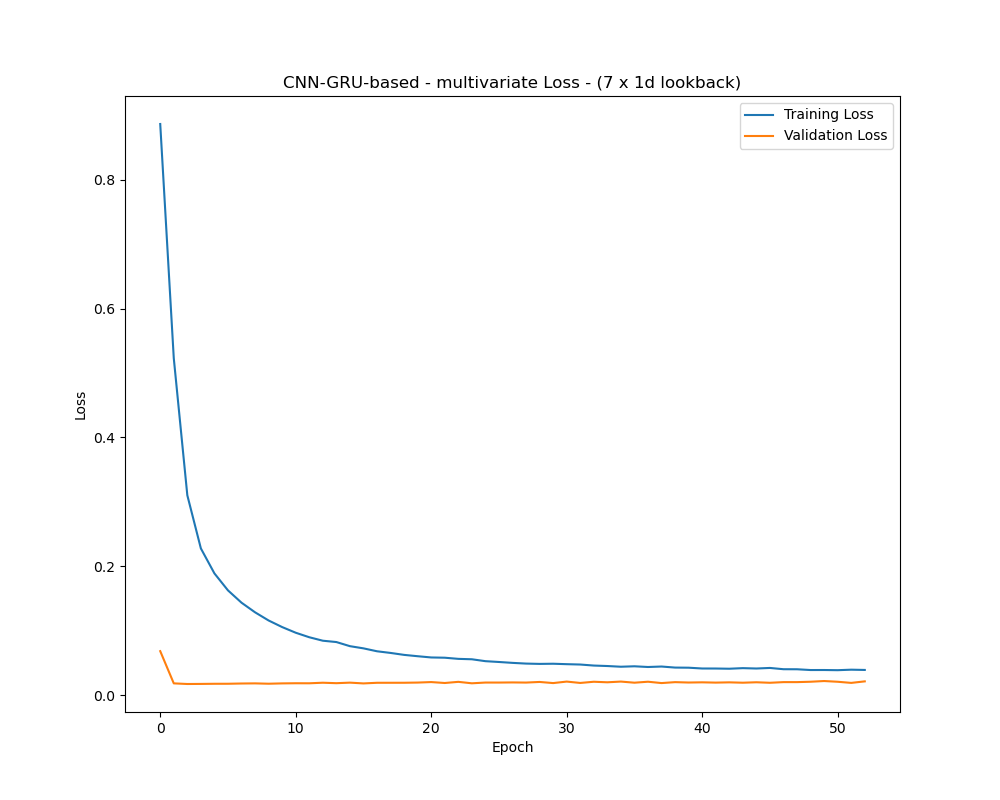 CNN-GRU-based - multivariate Loss - (7 x 1d lookback)
Training Loss
Validation Loss
0.8
0.6
0.4
0.2
0.0
Loss
0 10 20 30 40 50
Epoch